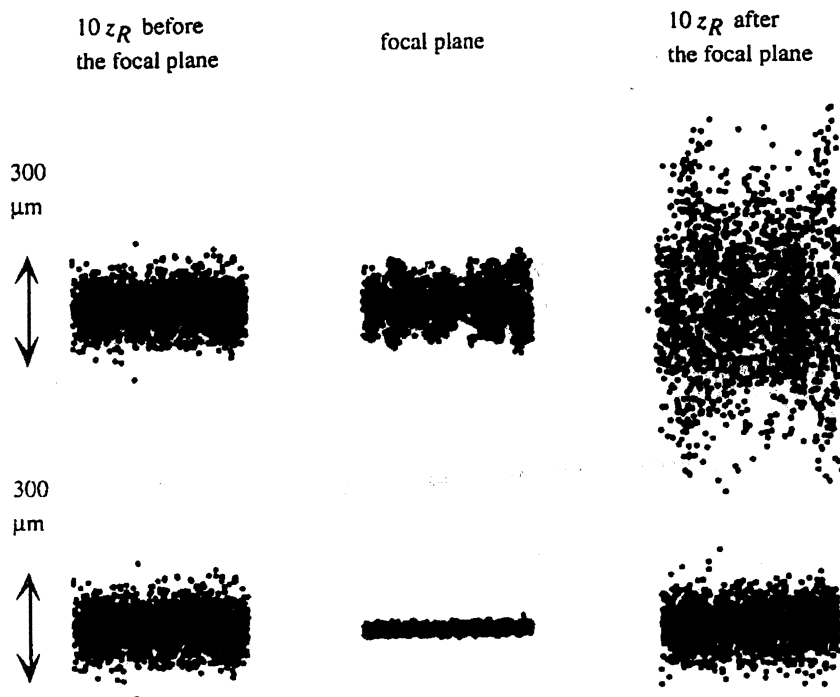 10 z_R before
the focal plane
focal plane
10 z_R after
the focal plane
300
μm
300
μm